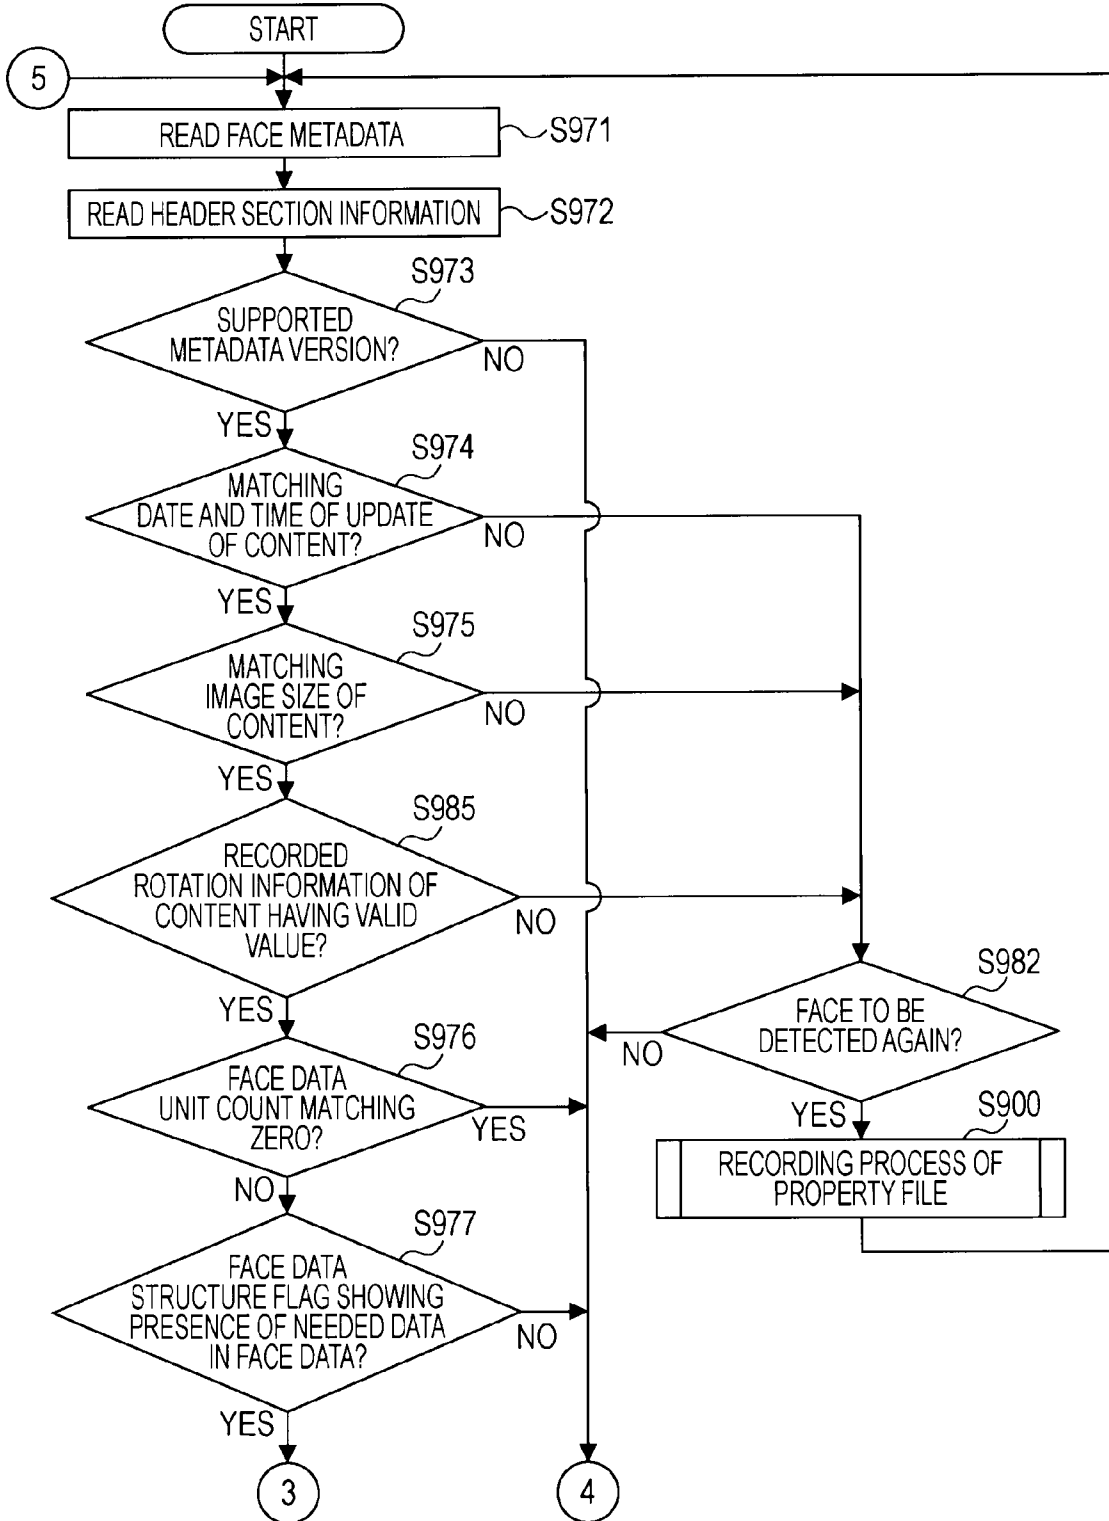 START
5
READ FACE METADATA
S971
READ HEADER SECTION INFORMATION
S972
S973
SUPPORTED
METADATA VERSION?
NO
YES
S974
MATCHING
DATE AND TIME OF UPDATE
OF CONTENT?
NO
YES
S975
MATCHING
IMAGE SIZE OF
CONTENT?
NO
YES
S985
RECORDED
ROTATION INFORMATION OF
CONTENT HAVING VALID
VALUE?
NO
YES
S982
FACE TO BE
DETECTED AGAIN?
NO
YES
S976
FACE DATA
UNIT COUNT MATCHING
ZERO?
YES
NO
S900
RECORDING PROCESS OF
PROPERTY FILE
S977
FACE DATA
STRUCTURE FLAG SHOWING
PRESENCE OF NEEDED DATA
IN FACE DATA?
NO
YES
3
4